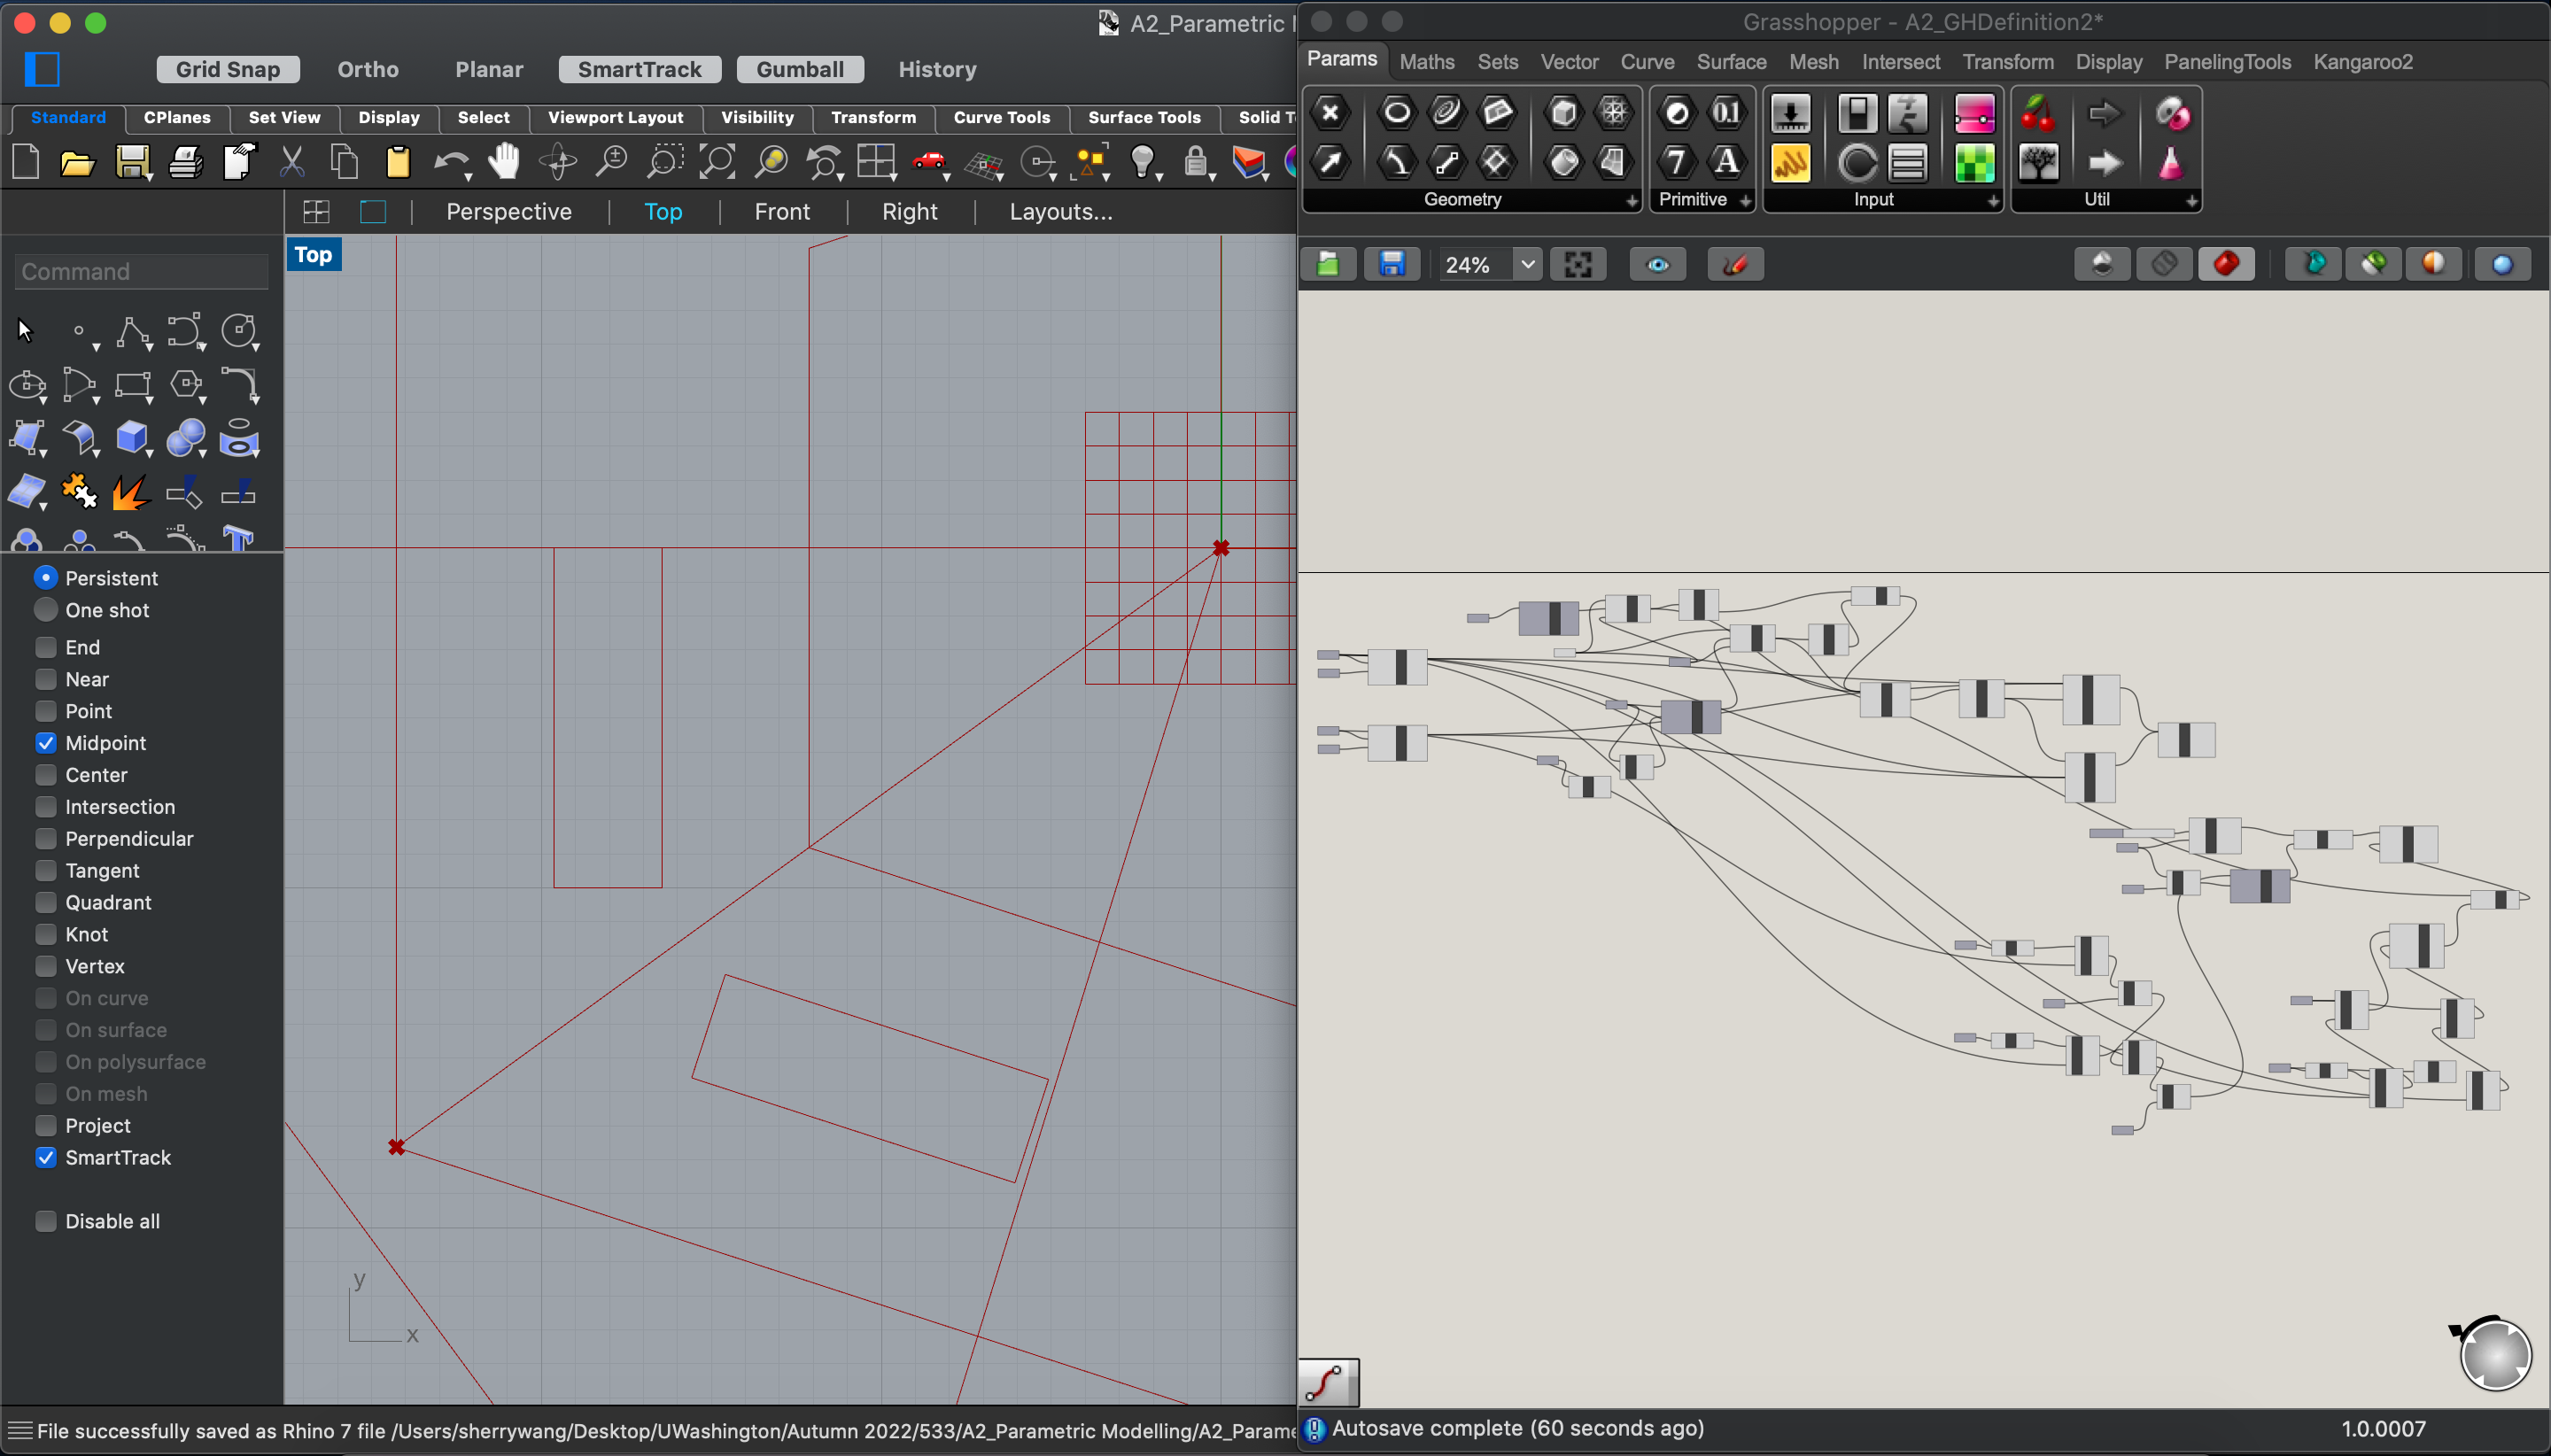 A2_Parametric
Grid Snap Ortho Planar SmartTrack Gumball History
Standard CPlanes Set View Display Select Viewport Layout Visibility Transform Curve Tools Surface Tools Solid
Perspective Top Front Right Layouts...
Top
Command
Persistent
One shot
End
Near
Point
Midpoint
Center
Intersection
Perpendicular
Tangent
Quadrant
Knot
Vertex
On curve
On surface
On polysurface
On mesh
Project
SmartTrack
Disable all
y
x
File successfully saved as Rhino 7 file /Users/sherrywang/Desktop/UWashington/Autumn 2022/533/A2_Parametric Modelling/A2_Parame
Grasshopper - A2_GHDefinition2*
Params Maths Sets Vector Curve Surface Mesh Intersect Transform Display PanelingTools Kangaroo2
0.1
7 A
Geometry Primitive Input Util
24%
Autosave complete (60 seconds ago)
1.0.0007